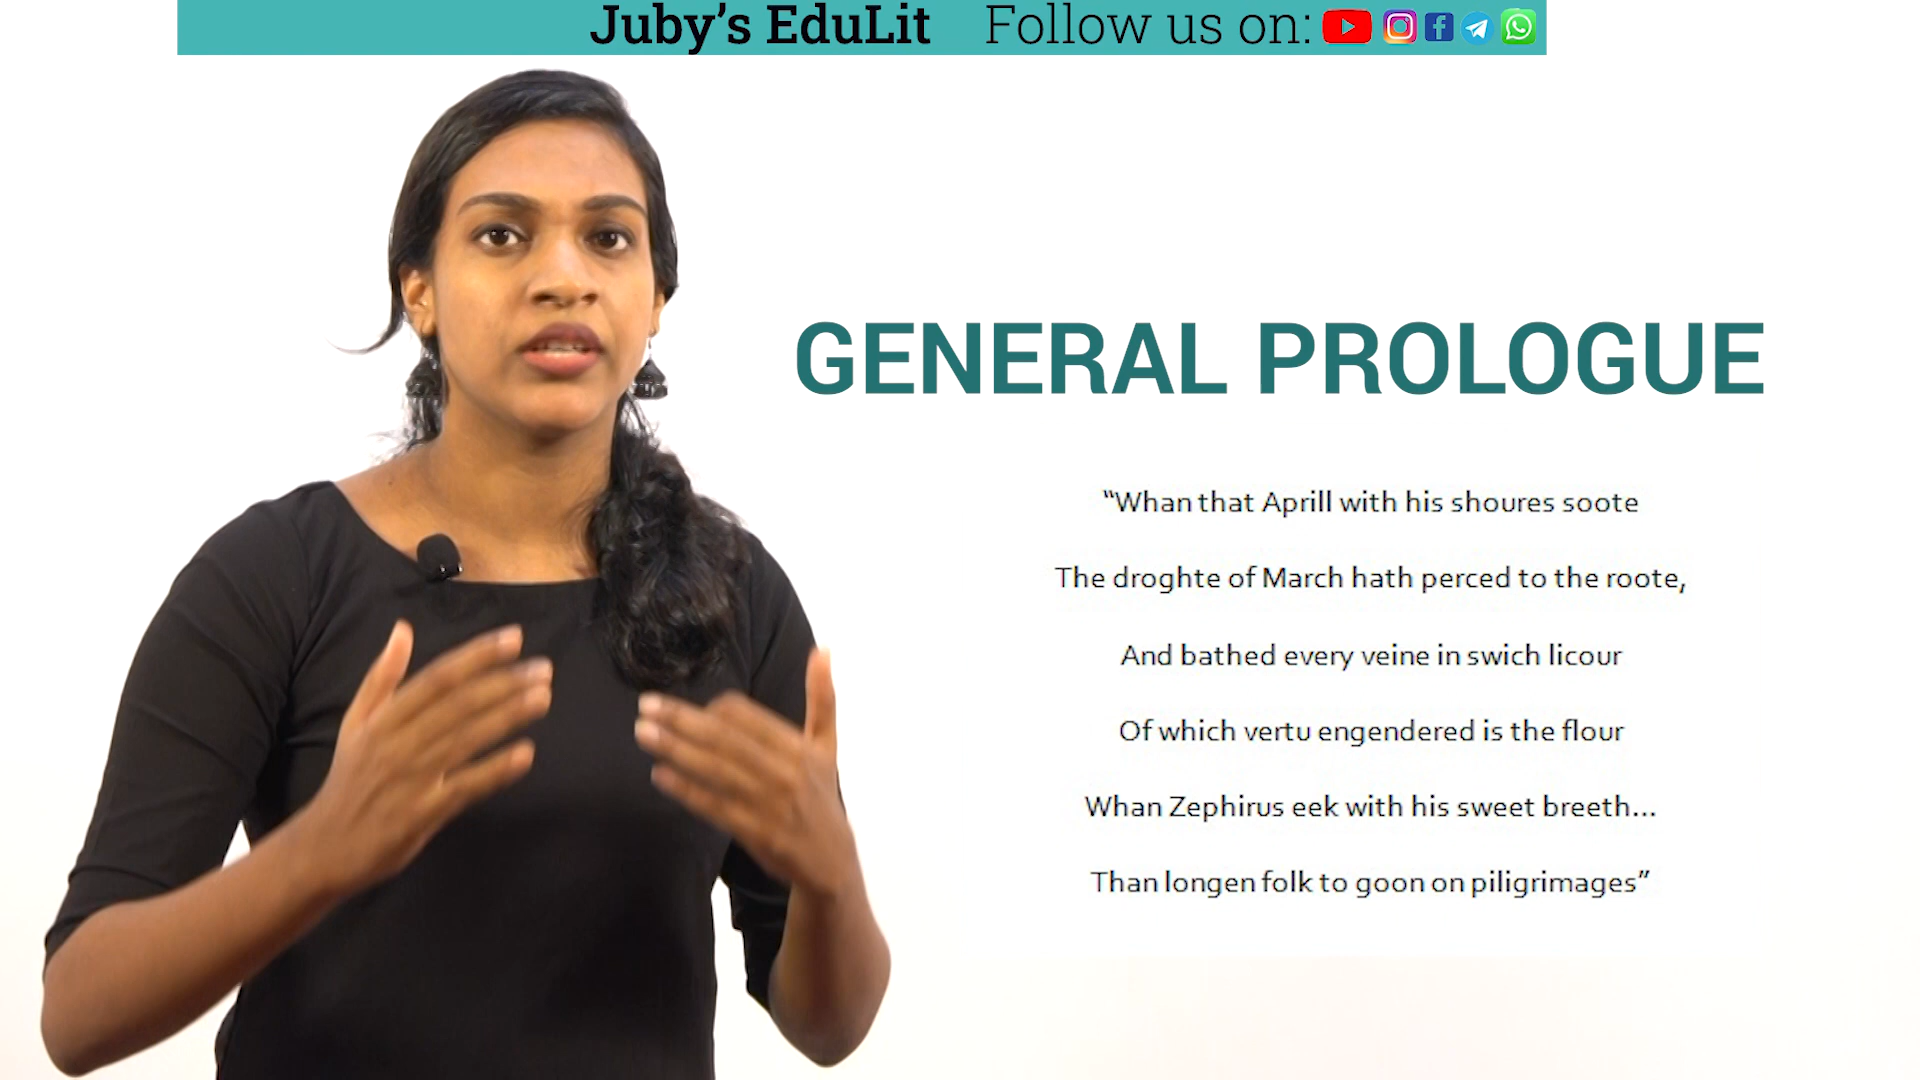 Juby's EduLit Follow us on:
GENERAL PROLOGUE
“Whan that Aprill with his shoures soote
The droghte of March hath perced to the roote,
And bathed every veine in swich licour
Of which vertu engendered is the flour
Whan Zephirus eek with his sweet breeth...
Than longen folk to goon on piligrimages”